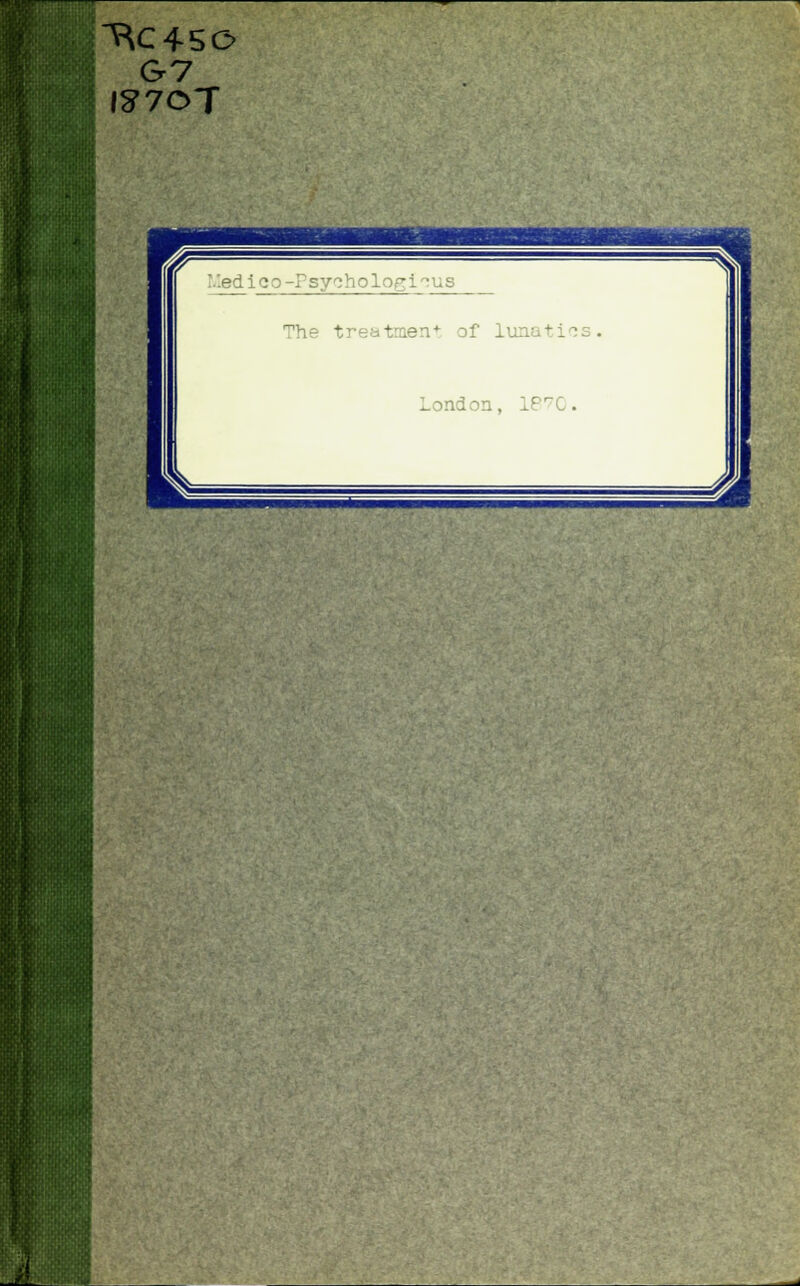 RC450
G7
1870T
Medico-Psychologicus
The treatment of lunatics.
London, 1870.